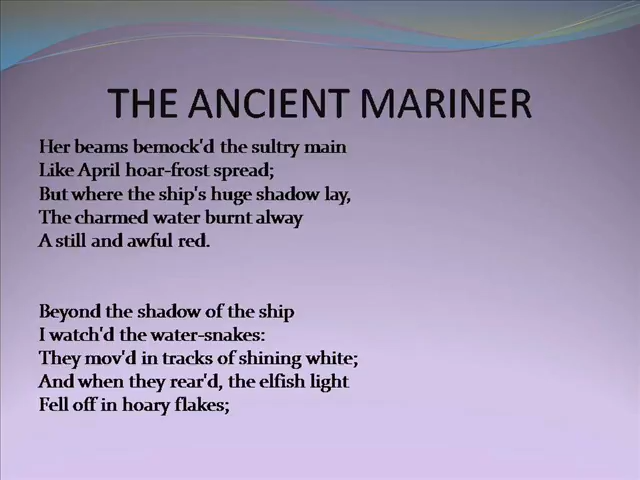 THE ANCIENT MARINER
Her beams bemock'd the sultry main
Like April hoar-frost spread;
But where the ship's huge shadow lay,
The charmed water burnt alway
A still and awful red.
Beyond the shadow of the ship
I watch'd the water-snakes:
They mov'd in tracks of shining white;
And when they rear'd, the elfish light
Fell off in hoary flakes;